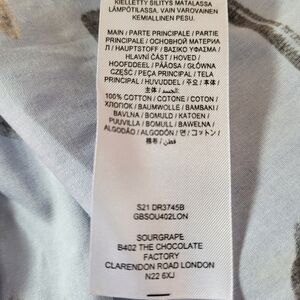 KIELLETTY SILITYS MATALASSA
LÄMPÖTILASSA. VAIN VAROVAINEN
KEMIALLINEN PESU.
MAIN / PARTE PRINCIPALE / PARTIE
PRINCIPALE / ОСНОВНОЙ МАТЕРИА
Л / HAUPTSTOFF / ΒΑΣΙΚΟ ΥΦΑΣΜΑ /
HLAVNÍ ČÁST / HOVED /
HOOFDDEEL / PÄÄOSA / GŁÓWNA
CZĘŚĆ / PEÇA PRINCIPAL / TELA
PRINCIPAL / HUVUDDEL / 주요 / 本体 /
主体 / الجسد:
100% COTTON / COTONE / COTON /
ХЛОПОК / BAUMWOLLE / ΒΑΜΒΑΚΙ /
BAVLNA / BOMULD / KATOEN /
PUUVILLA / BOMULL / BAWEŁNA /
ALGODÃO / ALGODÓN / 면 / コットン /
棉布 / قطن
S21 DR3745B
GBSOU402LON
SOURGRAPE
B402 THE CHOCOLATE
FACTORY
CLARENDON ROAD LONDON
N22 6XJ